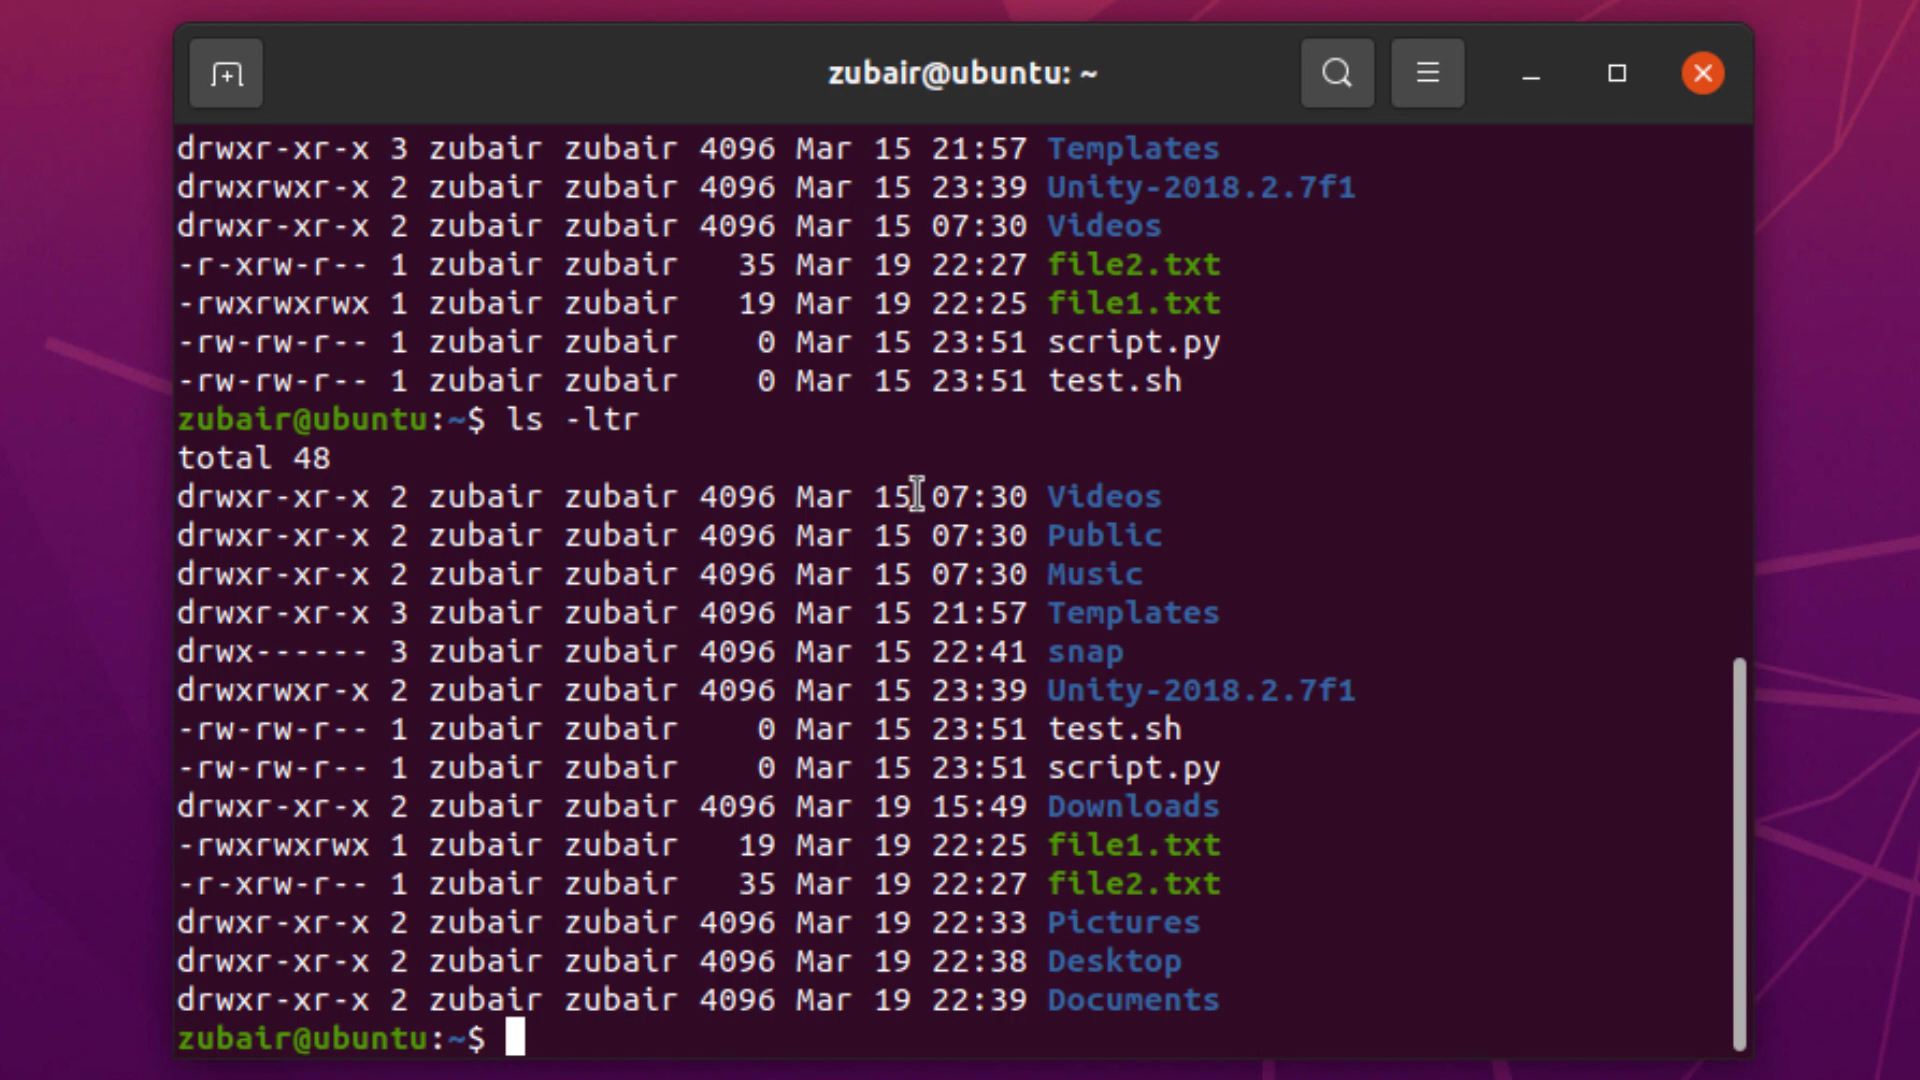 zubair@ubuntu: ~
drwxr-xr-x 3 zubair zubair 4096 Mar 15 21:57 Templates
drwxrwxr-x 2 zubair zubair 4096 Mar 15 23:39 Unity-2018.2.7f1
drwxr-xr-x 2 zubair zubair 4096 Mar 15 07:30 Videos
-r-xrw-r-- 1 zubair zubair   35 Mar 19 22:27 file2.txt
-rwxrwxrwx 1 zubair zubair   19 Mar 19 22:25 file1.txt
-rw-rw-r-- 1 zubair zubair    0 Mar 15 23:51 script.py
-rw-rw-r-- 1 zubair zubair    0 Mar 15 23:51 test.sh
zubair@ubuntu:~$ ls -ltr
total 48
drwxr-xr-x 2 zubair zubair 4096 Mar 15 07:30 Videos
drwxr-xr-x 2 zubair zubair 4096 Mar 15 07:30 Public
drwxr-xr-x 2 zubair zubair 4096 Mar 15 07:30 Music
drwxr-xr-x 3 zubair zubair 4096 Mar 15 21:57 Templates
drwx------ 3 zubair zubair 4096 Mar 15 22:41 snap
drwxrwxr-x 2 zubair zubair 4096 Mar 15 23:39 Unity-2018.2.7f1
-rw-rw-r-- 1 zubair zubair    0 Mar 15 23:51 test.sh
-rw-rw-r-- 1 zubair zubair    0 Mar 15 23:51 script.py
drwxr-xr-x 2 zubair zubair 4096 Mar 19 15:49 Downloads
-rwxrwxrwx 1 zubair zubair   19 Mar 19 22:25 file1.txt
-r-xrw-r-- 1 zubair zubair   35 Mar 19 22:27 file2.txt
drwxr-xr-x 2 zubair zubair 4096 Mar 19 22:33 Pictures
drwxr-xr-x 2 zubair zubair 4096 Mar 19 22:38 Desktop
drwxr-xr-x 2 zubair zubair 4096 Mar 19 22:39 Documents
zubair@ubuntu:~$